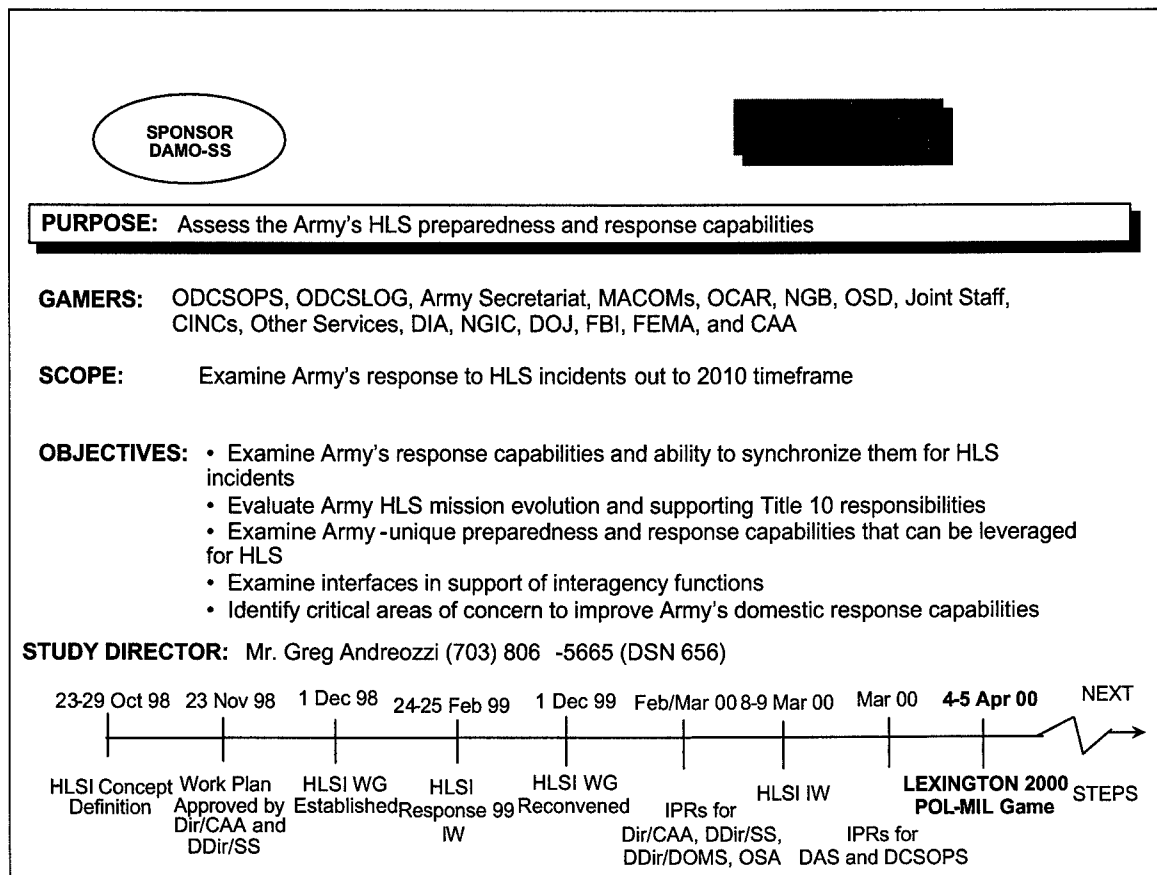 SPONSOR
DAMO-SS
PURPOSE: Assess the Army's HLS preparedness and response capabilities
GAMERS: ODCSOPS, ODCSLOG, Army Secretariat, MACOMs, OCAR, NGB, OSD, Joint Staff,
CINCs, Other Services, DIA, NGIC, DOJ, FBI, FEMA, and CAA
SCOPE: Examine Army's response to HLS incidents out to 2010 timeframe
OBJECTIVES: • Examine Army's response capabilities and ability to synchronize them for HLS
incidents
• Evaluate Army HLS mission evolution and supporting Title 10 responsibilities
• Examine Army-unique preparedness and response capabilities that can be leveraged
for HLS
• Examine interfaces in support of interagency functions
• Identify critical areas of concern to improve Army's domestic response capabilities
STUDY DIRECTOR: Mr. Greg Andreozzi (703) 806 -5665 (DSN 656)
23-29 Oct 98
HLSI Concept
Definition
23 Nov 98
Work Plan
Approved by
Dir/CAA and
DDir/SS
1 Dec 98
HLSI WG
Established
24-25 Feb 99
HLSI
Response 99
IW
1 Dec 99
HLSI WG
Reconvened
Feb/Mar 00
IPRs for
Dir/CAA, DDir/SS,
DDir/DOMS, OSA
8-9 Mar 00
HLSI IW
Mar 00
IPRs for
DAS and DCSOPS
4-5 Apr 00
LEXINGTON 2000
POL-MIL Game
NEXT
STEPS